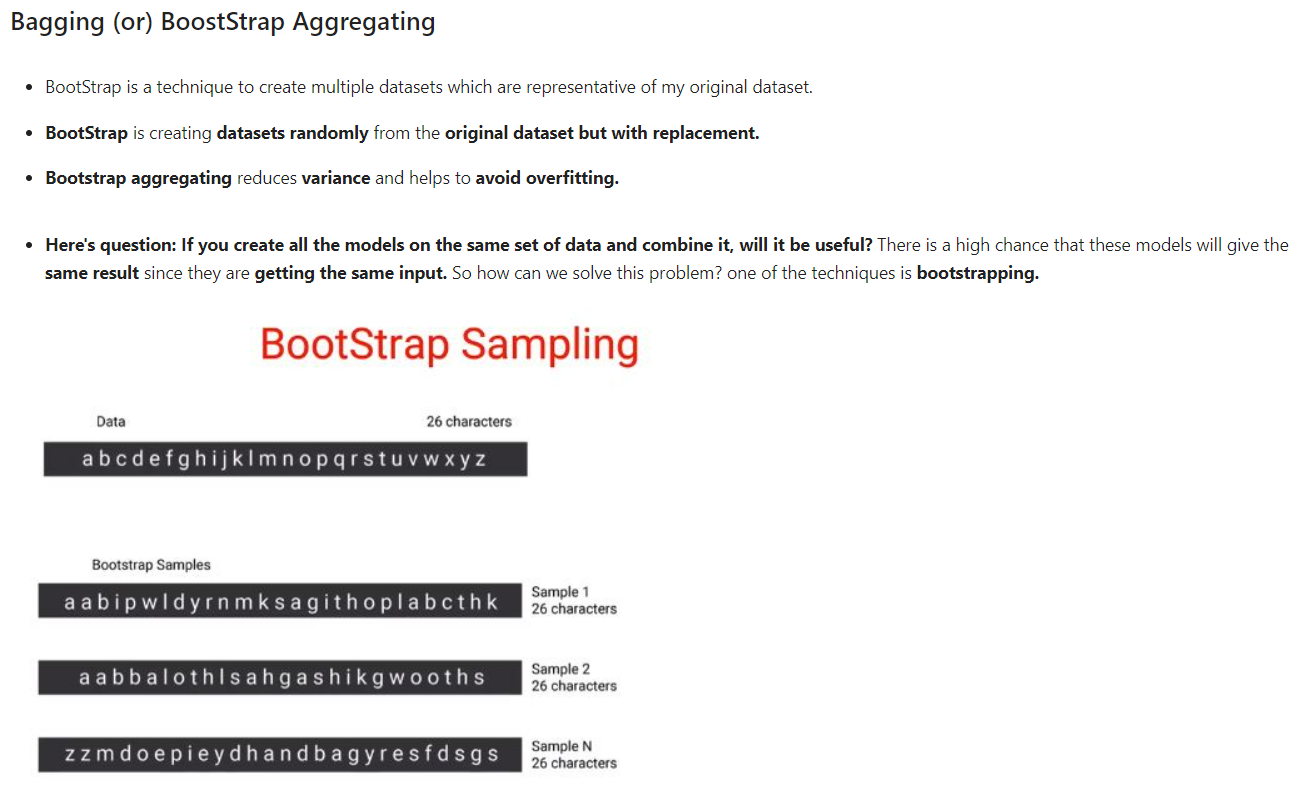 Bagging (or) BoostStrap Aggregating
BootStrap is a technique to create multiple datasets which are representative of my original dataset.
BootStrap is creating datasets randomly from the original dataset but with replacement.
Bootstrap aggregating reduces variance and helps to avoid overfitting.
Here's question: If you create all the models on the same set of data and combine it, will it be useful? There is a high chance that these models will give the
same result since they are getting the same input. So how can we solve this problem? one of the techniques is bootstrapping.
BootStrap Sampling
Data 26 characters
a b c d e f g h i j k l m n o p q r s t u v w x y z
Bootstrap Samples
a a b i p w l d y r n m k s a g i t h o p l a b c t h k Sample 1
26 characters
a a b b a l o t h l s a h g a s h i k g w o o t h s Sample 2
26 characters
z z m d o e p i e y d h a n d b a g y r e s f d s g s Sample N
26 characters